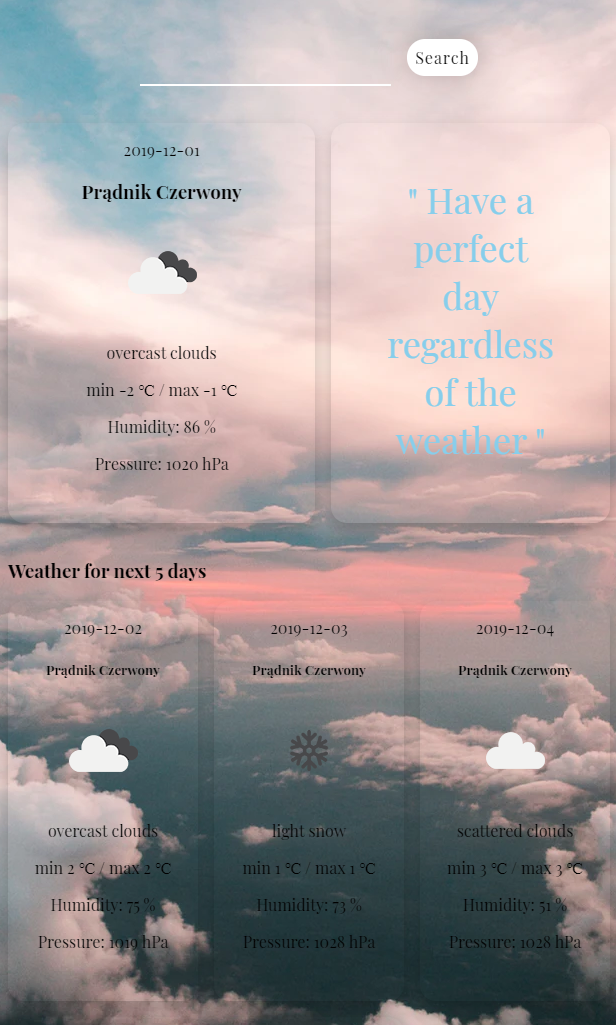 Search
2019-12-01
Prądnik Czerwony
overcast clouds
min -2 °C / max -1 °C
Humidity: 86 %
Pressure: 1020 hPa
" Have a
perfect
day
regardless
of the
weather "
Weather for next 5 days
2019-12-02
Prądnik Czerwony
overcast clouds
min 2 °C / max 2 °C
Humidity: 75 %
Pressure: 1019 hPa
2019-12-03
Prądnik Czerwony
light snow
min 1 °C / max 1 °C
Humidity: 73 %
Pressure: 1028 hPa
2019-12-04
Prądnik Czerwony
scattered clouds
min 3 °C / max 3 °C
Humidity: 51 %
Pressure: 1028 hPa